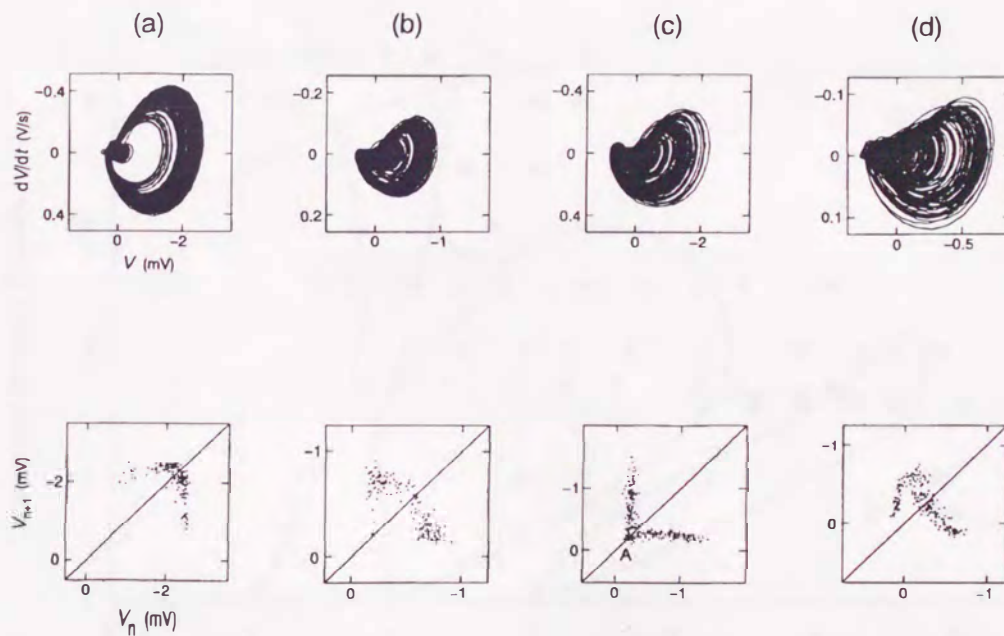 (a) (b) (c) (d)
-0.4 -0.2 -0.4 -0.1
dV/dt (V/s)
0 0 0 0
0.4 0.2 0.4 0.1
0 -2 0 -1 0 -2 0 -0.5
V (mV)
-1 -1
-2 -1
V n+1 (mV)
0
0 0 0
0 -2 0 -1 0 -1 0 -1
A
V n (mV)